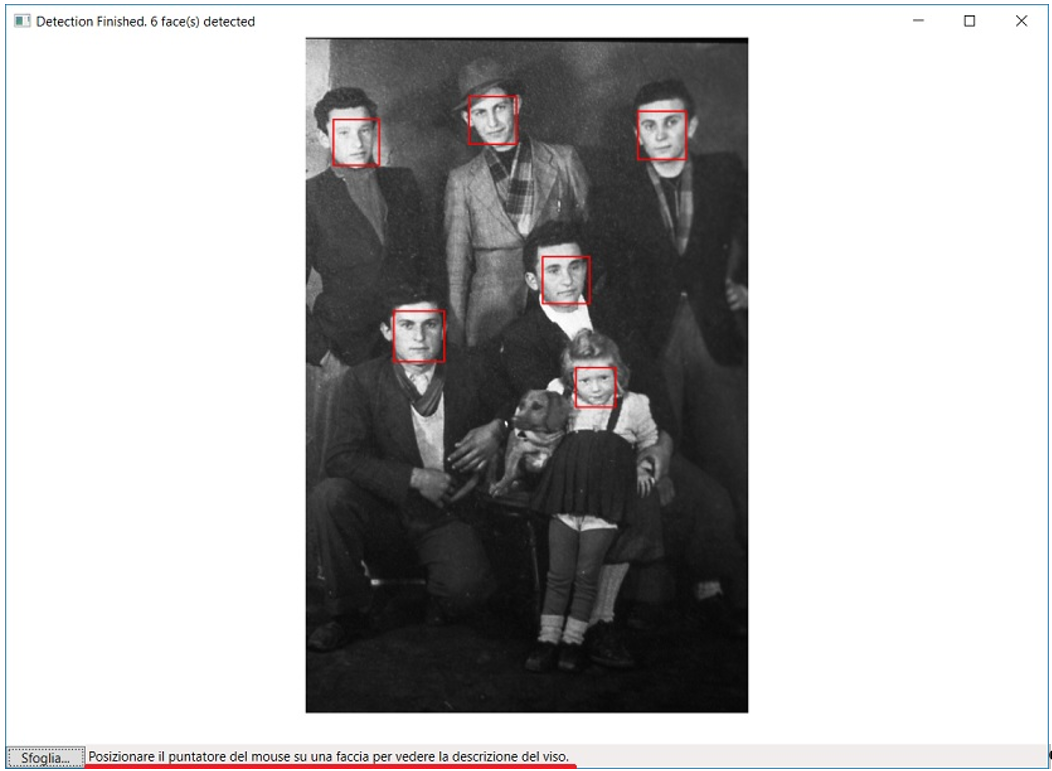 Detection Finished. 6 face(s) detected
Sfoglia...
Posizionare il puntatore del mouse su una faccia per vedere la descrizione del viso.